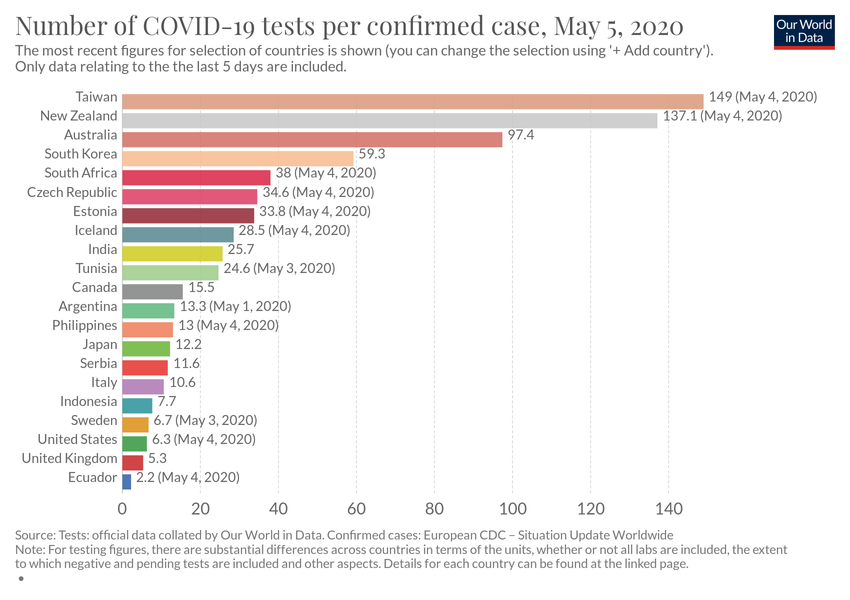 Number of COVID-19 tests per confirmed case, May 5, 2020
Our World
in Data
The most recent figures for selection of countries is shown (you can change the selection using '+ Add country').
Only data relating to the the last 5 days are included.
Taiwan 149 (May 4, 2020)
New Zealand 137.1 (May 4, 2020)
Australia 97.4
South Korea 59.3
South Africa 38 (May 4, 2020)
Czech Republic 34.6 (May 4, 2020)
Estonia 33.8 (May 4, 2020)
Iceland 28.5 (May 4, 2020)
India 25.7
Tunisia 24.6 (May 3, 2020)
Canada 15.5
Argentina 13.3 (May 1, 2020)
Philippines 13 (May 4, 2020)
Japan 12.2
Serbia 11.6
Italy 10.6
Indonesia 7.7
Sweden 6.7 (May 3, 2020)
United States 6.3 (May 4, 2020)
United Kingdom 5.3
Ecuador 2.2 (May 4, 2020)
0 20 40 60 80 100 120 140
Source: Tests: official data collated by Our World in Data. Confirmed cases: European CDC – Situation Update Worldwide
Note: For testing figures, there are substantial differences across countries in terms of the units, whether or not all labs are included, the extent
to which negative and pending tests are included and other aspects. Details for each country can be found at the linked page.